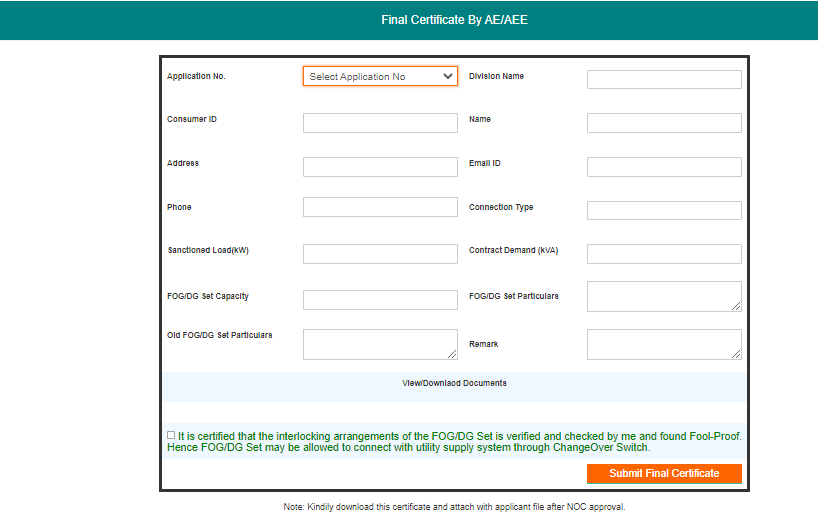 Final Certificate By AE/AEE
Application No.
Select Application No
Division Name
Consumer ID
Name
Address
Email ID
Phone
Connection Type
Sanctioned Load(kW)
Contract Demand (kVA)
FOG/DG Set Capacity
FOG/DG Set Particulars
Old FOG/DG Set Particulars
Remark
View/Downlaod Documents
It is certified that the interlocking arrangements of the FOG/DG Set is verified and checked by me and found Fool-Proof.
Hence FOG/DG Set may be allowed to connect with utility supply system through ChangeOver Switch.
Submit Final Certificate
Note: Kindily download this certificate and attach with applicant file after NOC approval.